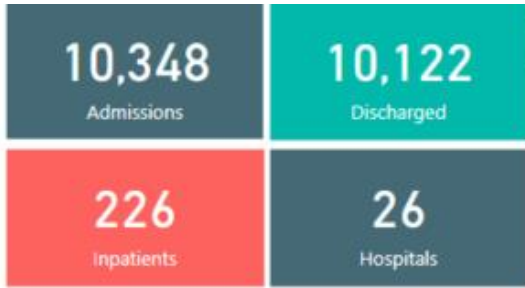 10,348
Admissions
10,122
Discharged
226
Inpatients
26
Hospitals